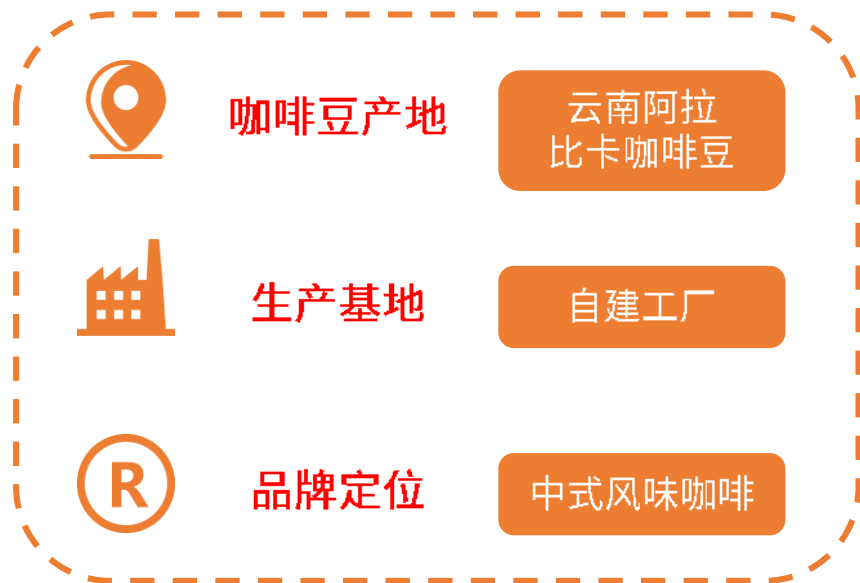 咖啡豆产地
云南阿拉
比卡咖啡豆
生产基地
自建工厂
R
品牌定位
中式风味咖啡